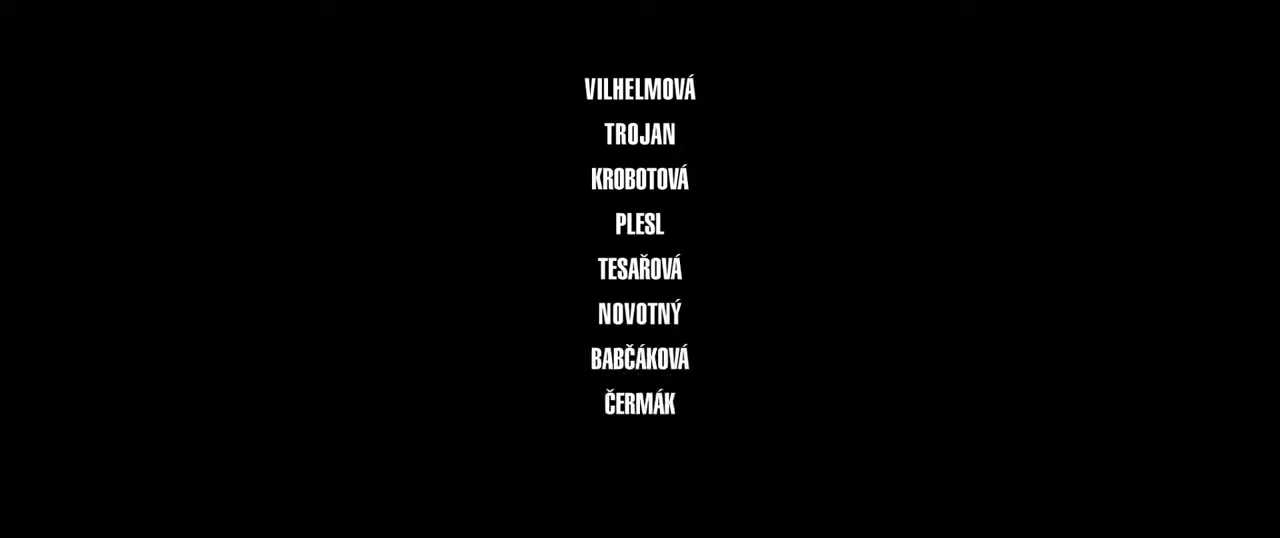 VILHELMOVÁ
TROJAN
KROBOTOVÁ
PLESL
TESAŘOVÁ
NOVOTNÝ
BABČÁKOVÁ
ČERMÁK